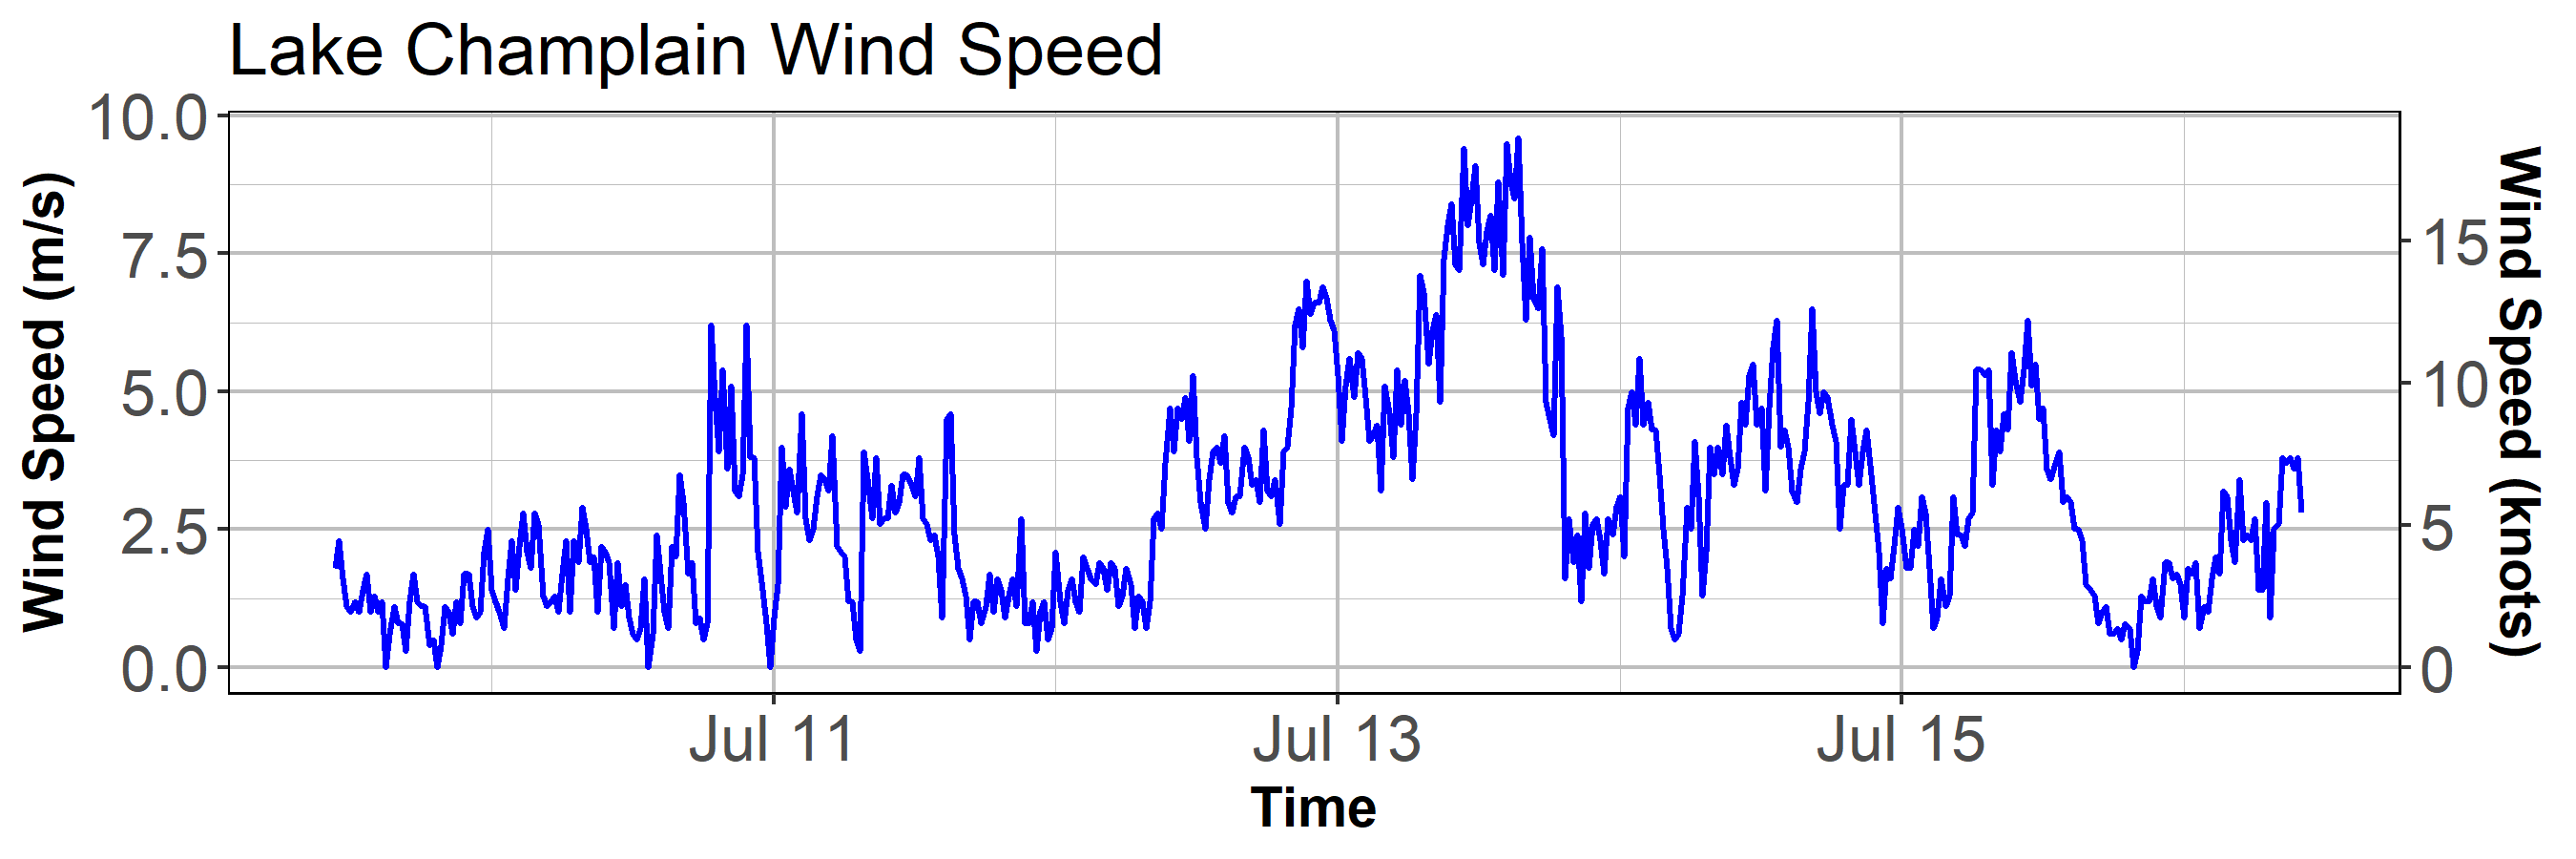 Lake Champlain Wind Speed
10.0
7.5
5.0
2.5
0.0
Wind Speed (m/s)
15
10
5
0
Wind Speed (knots)
Jul 11
Jul 13
Jul 15
Time